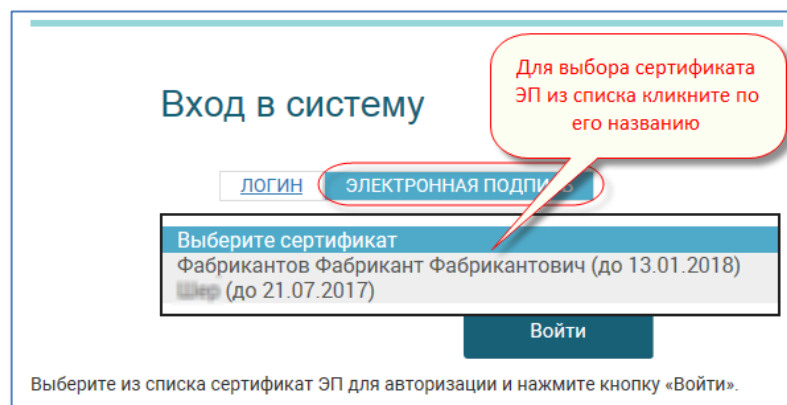 Для выбора сертификата
ЭП из списка кликните по
его названию
Вход в систему
ЛОГИН
ЭЛЕКТРОННАЯ
Выберите сертификат
Фабрикантов Фабрикант Фабрикантович (до 13.01.2018)
(до 21.07.2017)
Войти
Выберите из списка сертификат ЭП для авторизации и нажмите кнопку «Войти».